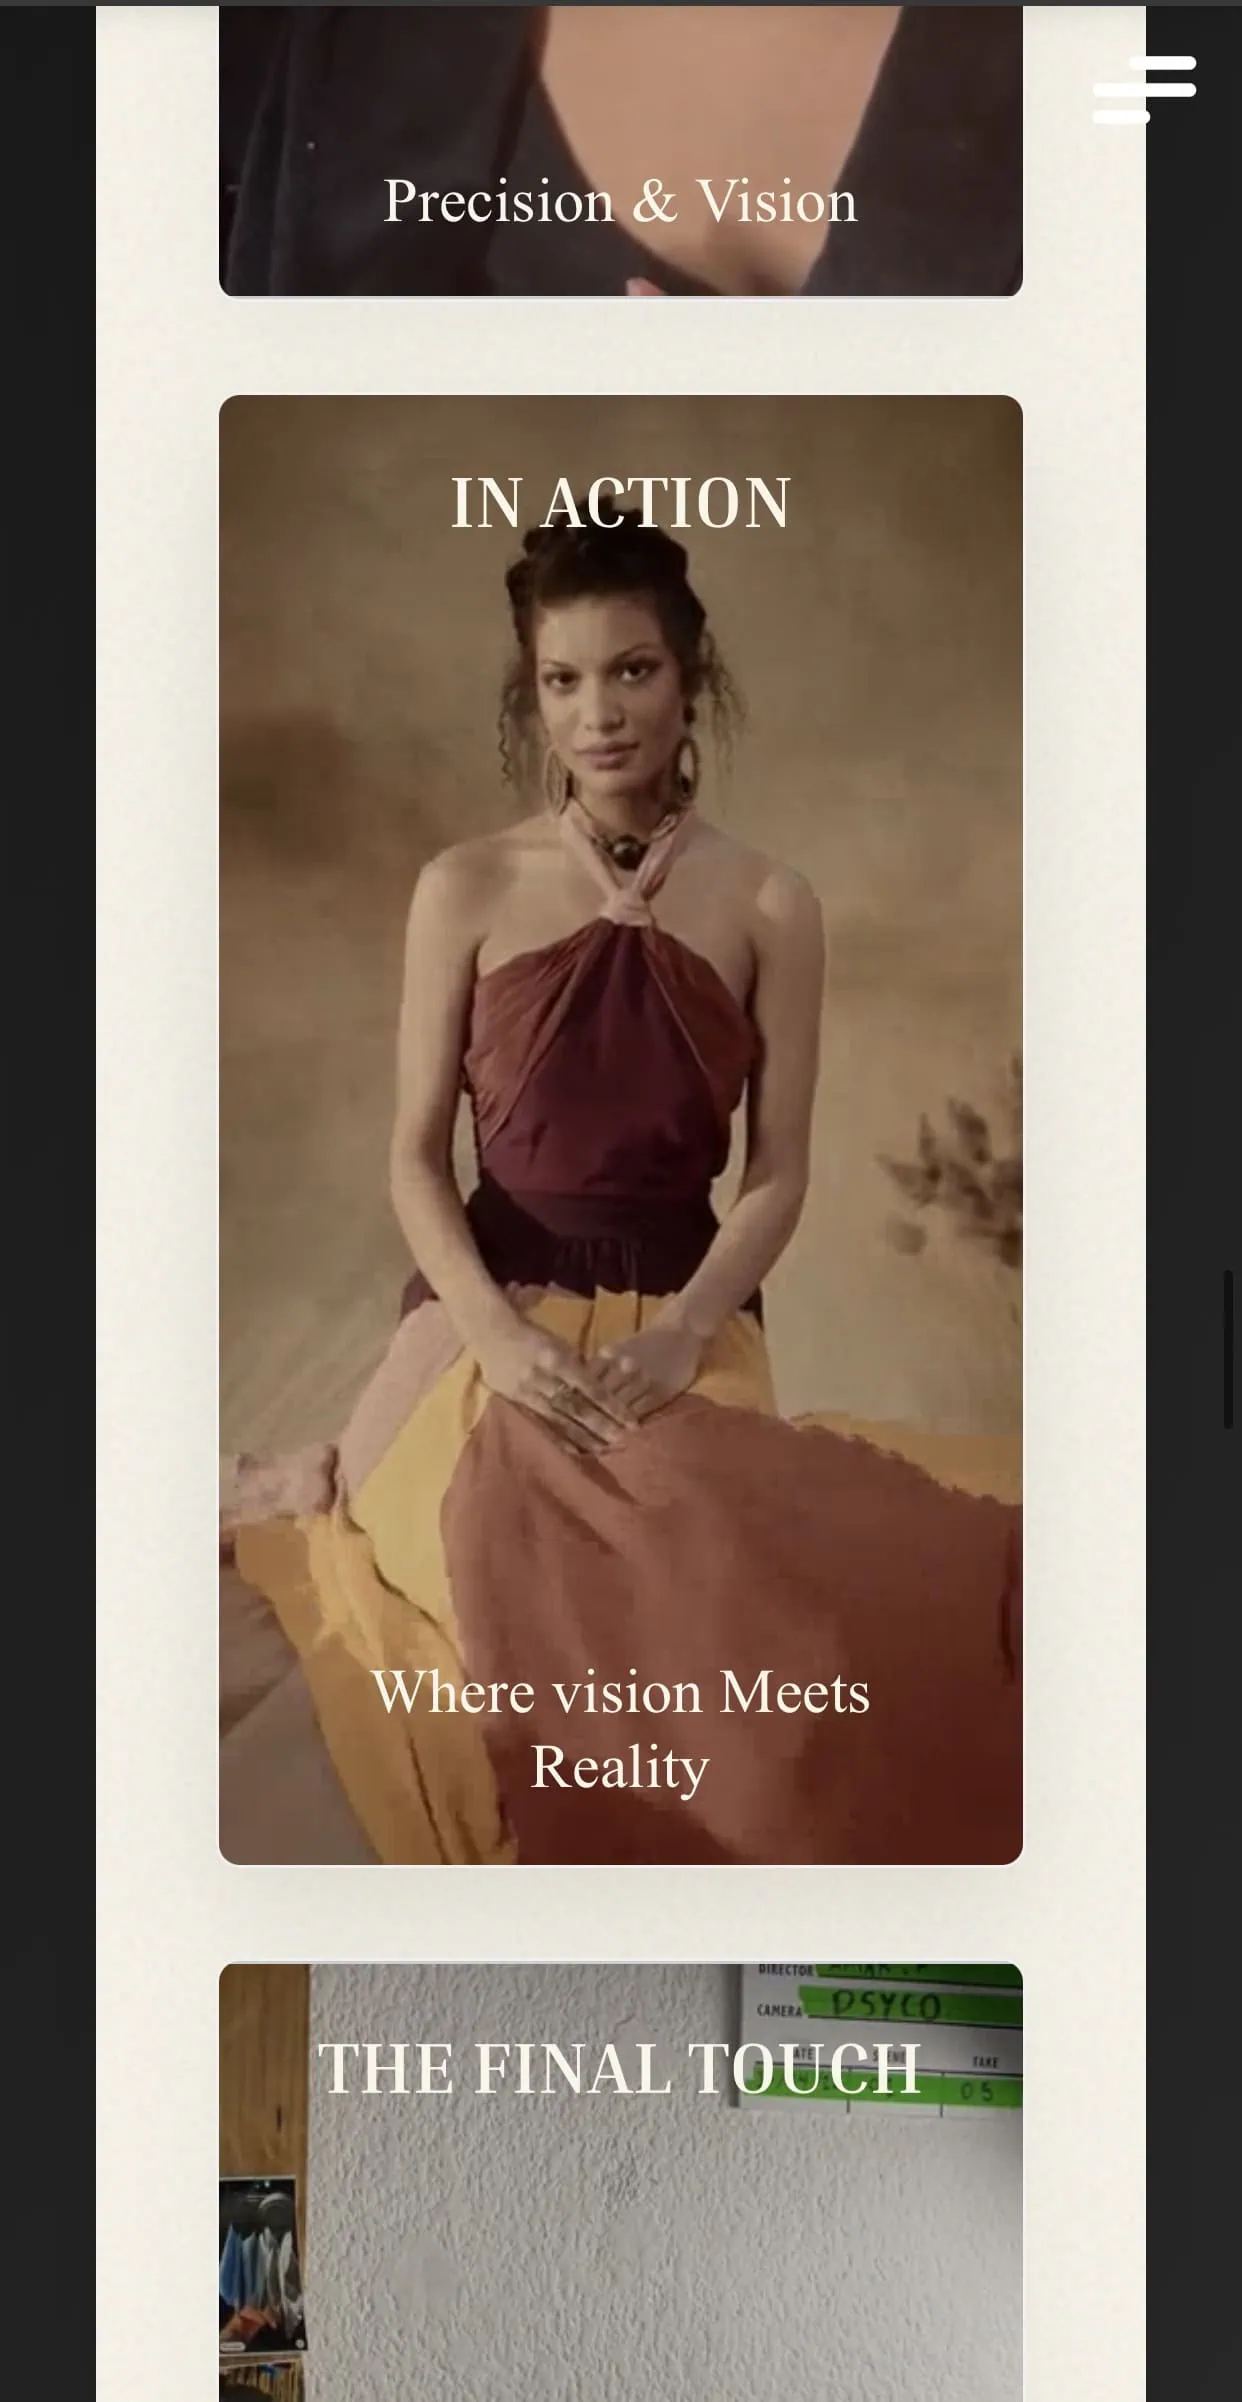 Precision & Vision
IN ACTION
Where vision Meets
Reality
DIRECTOR
CAMERA PSYCO
THE FINAL TOUCH
TAKE
05